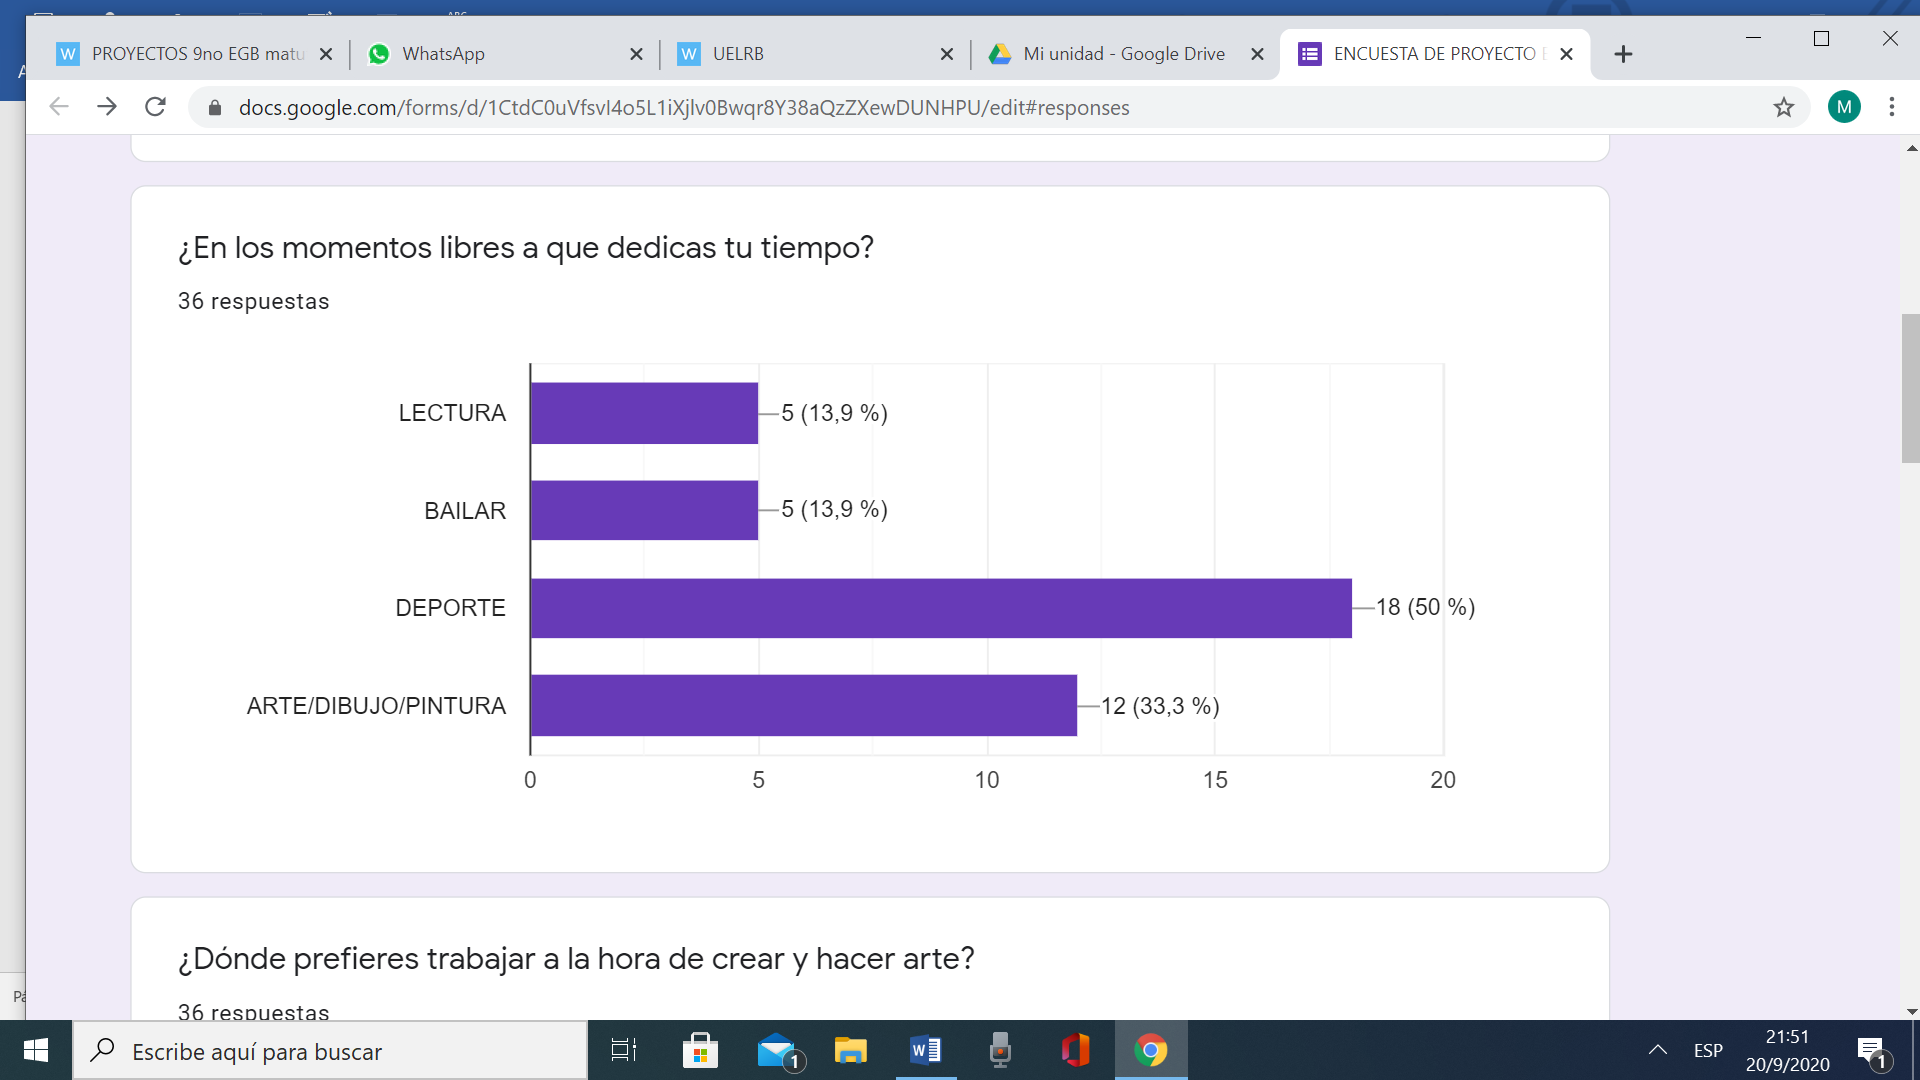 PROYECTOS 9no EGB matu
WhatsApp
UELRB
Mi unidad - Google Drive
ENCUESTA DE PROYECTO
docs.google.com/forms/d/1CtdC0uVfsvI4o5L1iXjlv0Bwqr8Y38aQzZXewDUNHPU/edit#responses
M
¿En los momentos libres a que dedicas tu tiempo?
36 respuestas
LECTURA
5 (13,9 %)
BAILAR
5 (13,9 %)
DEPORTE
18 (50 %)
ARTE/DIBUJO/PINTURA
12 (33,3 %)
0 5 10 15 20
¿Dónde prefieres trabajar a la hora de crear y hacer arte?
36 respuestas
Escribe aquí para buscar
1
ESP
21:51
20/9/2020
1